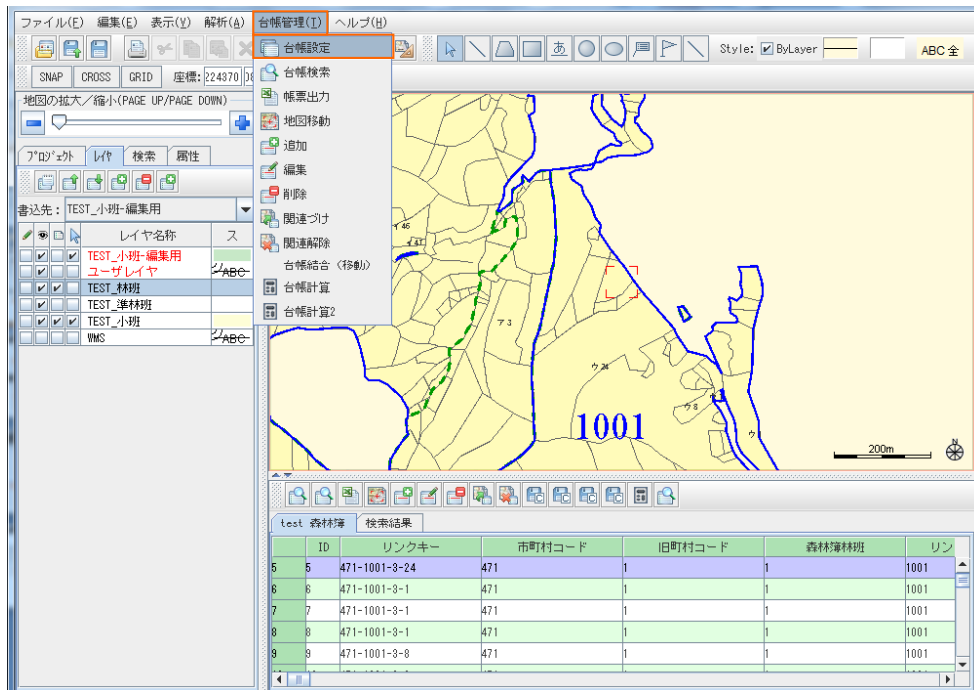 ファイル(F) 編集(E) 表示(V) 解析(A) 台帳管理(T) ヘルプ(H)
Style: ByLayer ABC 全
SNAP CROSS GRID 座標: 224370
台帳設定
台帳検索
帳票出力
地図移動
追加
編集
削除
関連づけ
関連解除
台帳結合（移動）
台帳計算
台帳計算2
地図の拡大／縮小(PAGE UP/PAGE DOWN)
プロジェクト レイヤ 検索 属性
書込先： TEST_小班-編集用
レイヤ名称 ス
TEST_小班-編集用
ユーザレイヤ ABC
TEST_林班
TEST_準林班
TEST_小班
WMS ABC
イ 46
ア 3
ウ 24
ウ 8
ウ
1001
200m
N
test 森林簿 検索結果
ID リンクキー 市町村コード 旧町村コード 森林簿林班 リン
5 5 471-1001-3-24 471 1 1 1001
6 6 471-1001-3-1 471 1 1 1001
7 7 471-1001-3-1 471 1 1 1001
8 8 471-1001-3-1 471 1 1 1001
9 9 471-1001-3-8 471 1 1 1001